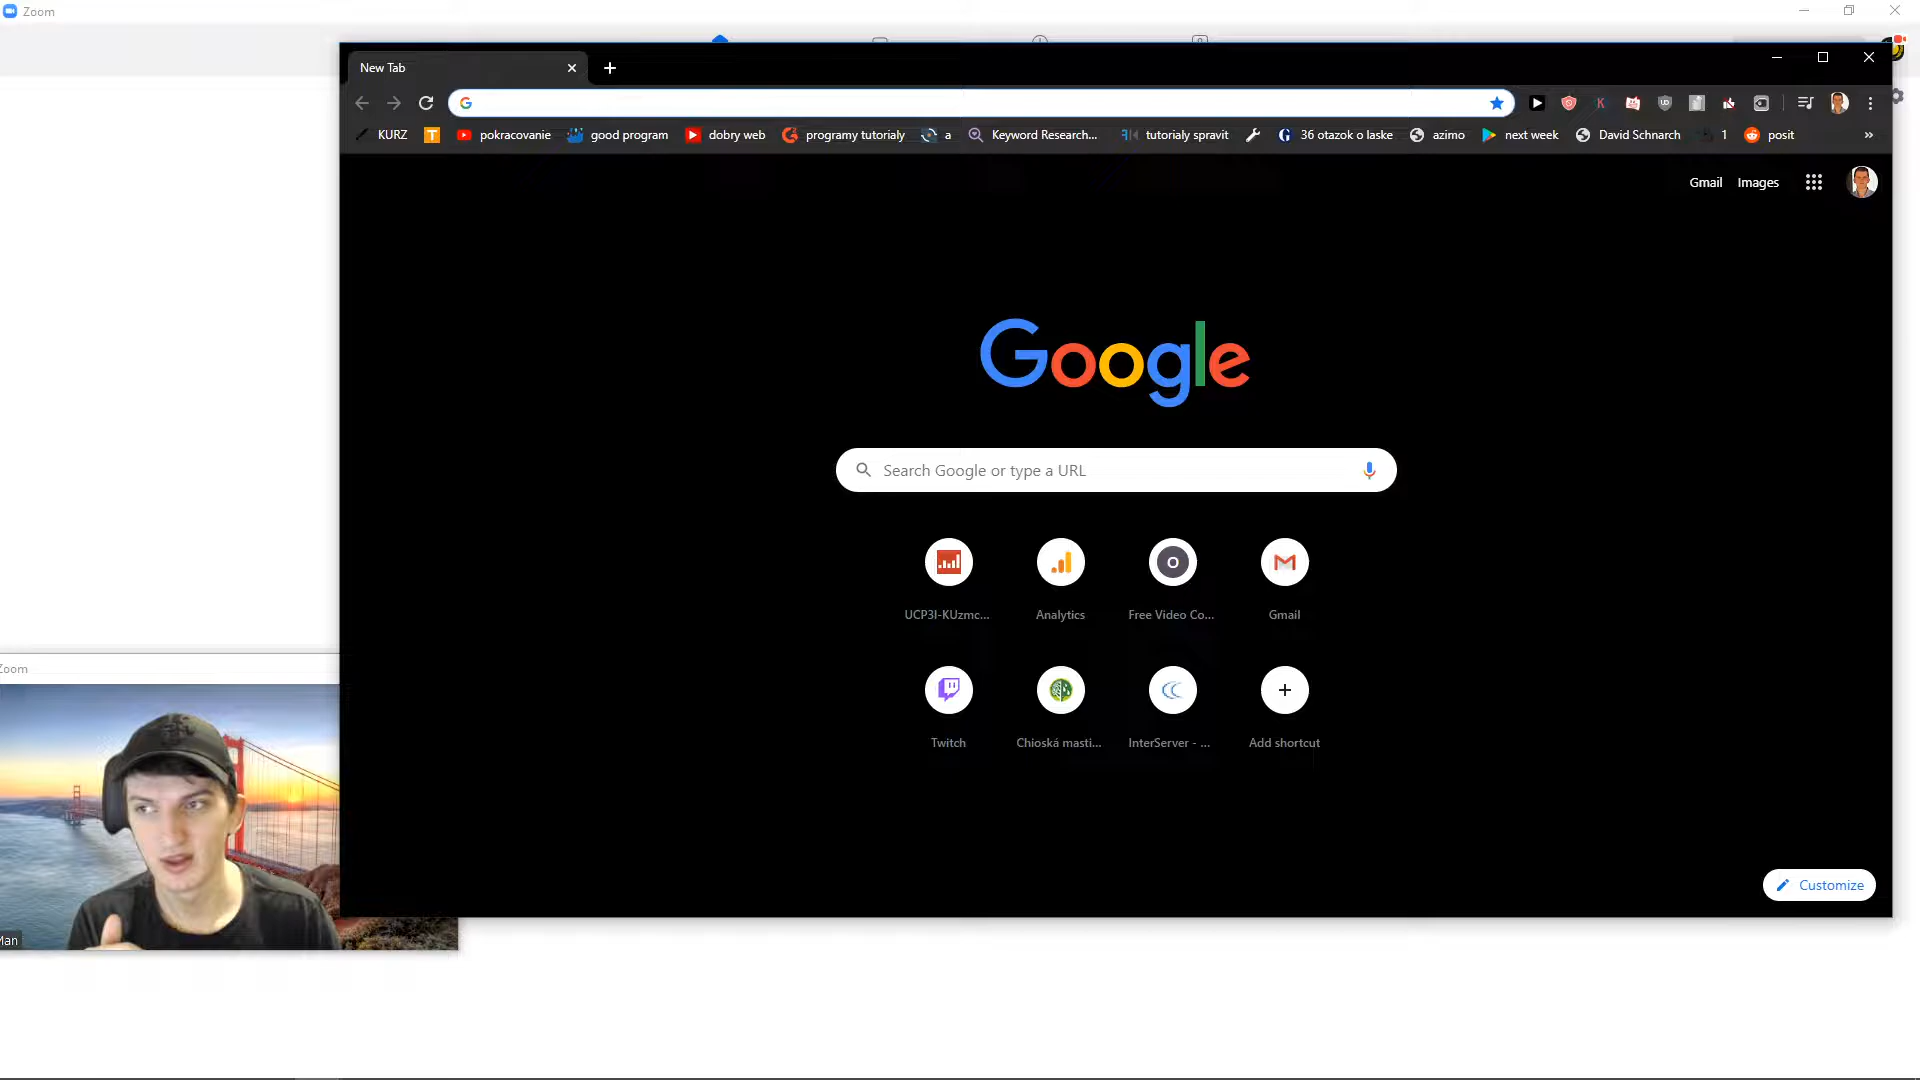 Zoom
New Tab
KURZ pokracovanie good program dobry web programy tutorialy a Keyword Research... tutorialy spravit 36 otazok o laske azimo next week David Schnarch 1 posit »
Gmail Images
Google
Search Google or type a URL
UCP3I-KUzmc... Analytics Free Video Co... Gmail
Twitch Chioská masti... InterServer - ... Add shortcut
Customize
Zoom
Man